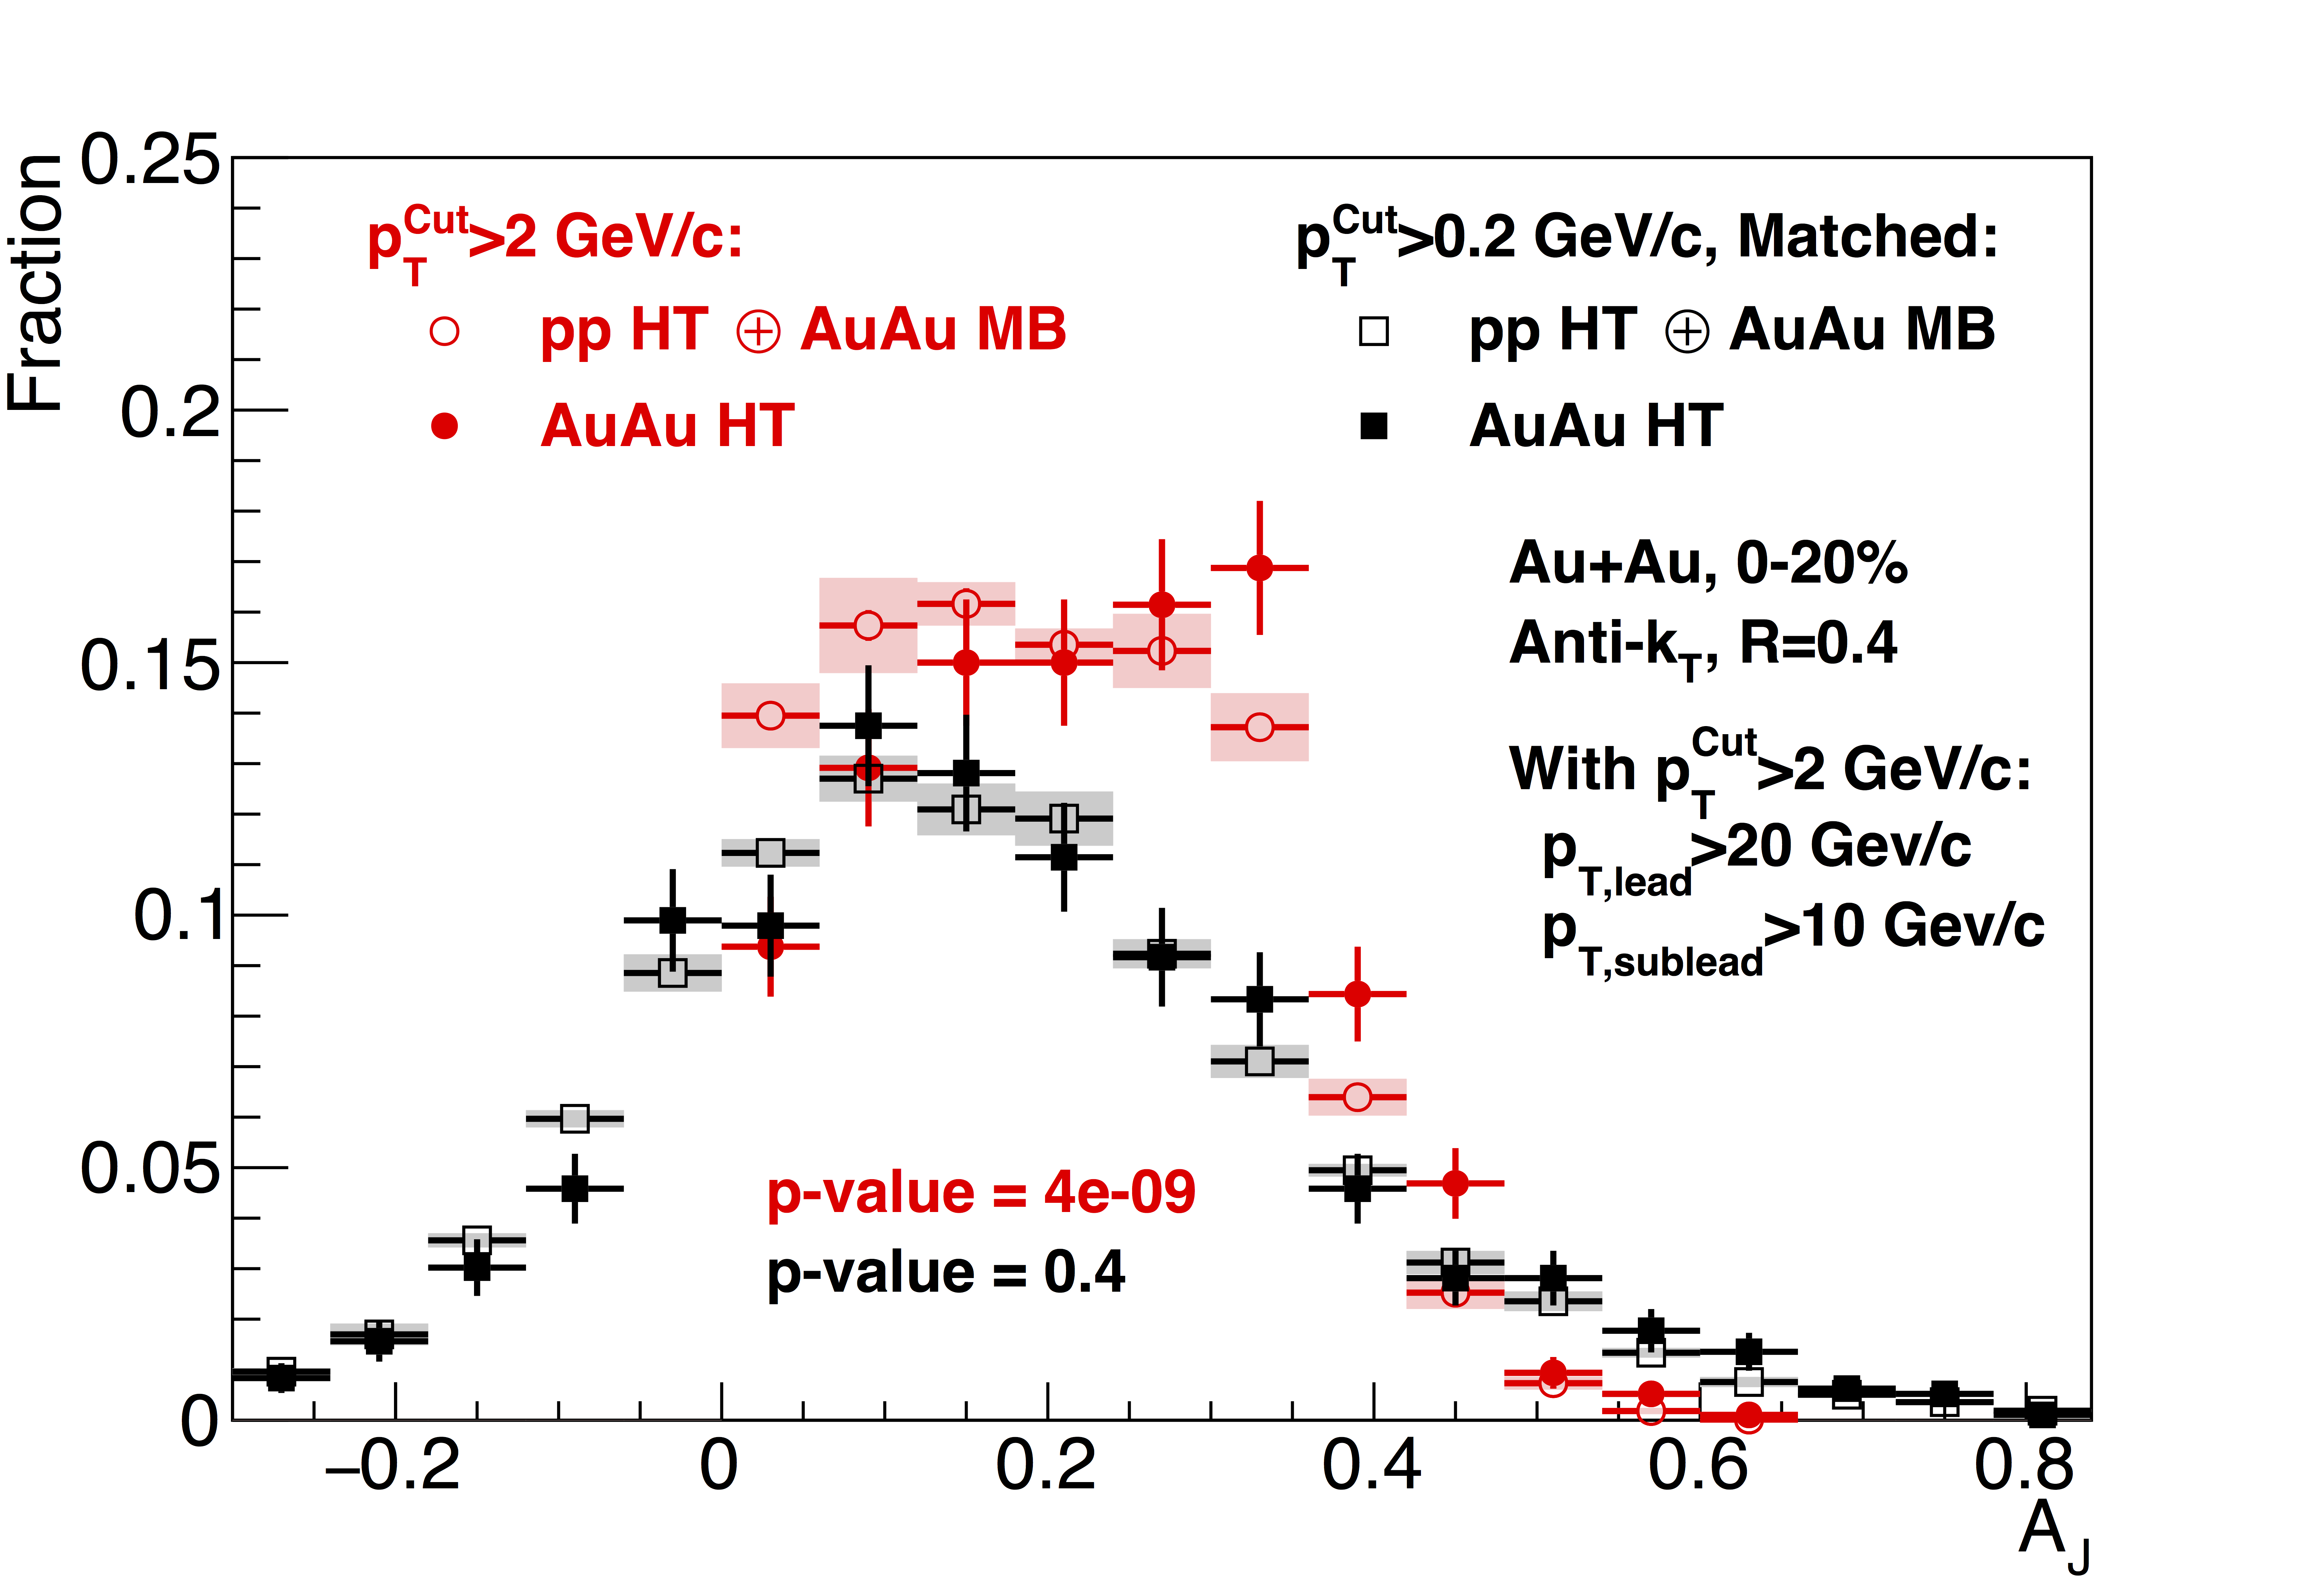 Fraction
0.25
0.2
0.15
0.1
0.05
0
p_T^Cut>2 GeV/c:
pp HT ⊕ AuAu MB
AuAu HT
p_T^Cut>0.2 GeV/c, Matched:
pp HT ⊕ AuAu MB
AuAu HT
Au+Au, 0-20%
Anti-k_T, R=0.4
With p_T^Cut>2 GeV/c:
p_T,lead>20 Gev/c
p_T,sublead>10 Gev/c
p-value = 4e-09
p-value = 0.4
−0.2 0 0.2 0.4 0.6 0.8
A_J